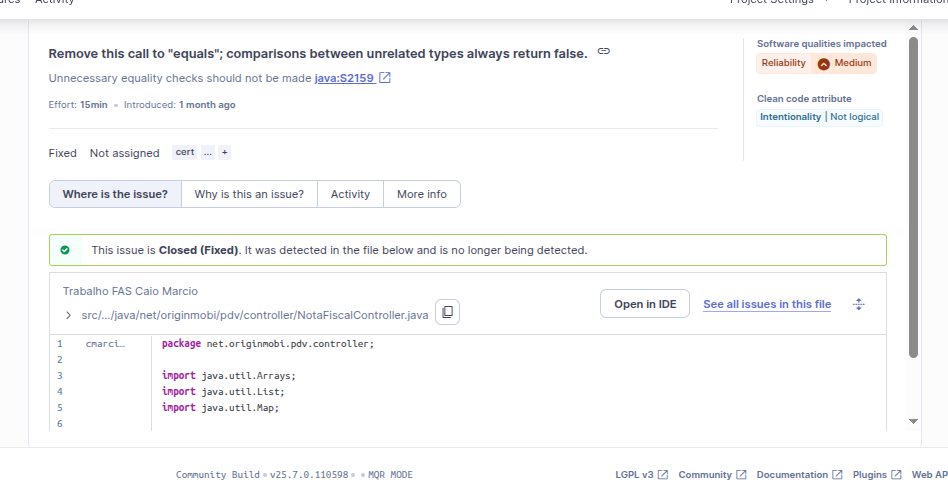 ures Activity Project Settings Project Information
Remove this call to "equals"; comparisons between unrelated types always return false.
Unnecessary equality checks should not be made java:S2159
Effort: 15min Introduced: 1 month ago
Software qualities impacted
Reliability Medium
Clean code attribute
Intentionality | Not logical
Fixed Not assigned cert ... +
Where is the issue? Why is this an issue? Activity More info
This issue is Closed (Fixed). It was detected in the file below and is no longer being detected.
Trabalho FAS Caio Marcio
src/.../java/net/originmobi/pdv/controller/NotaFiscalController.java
Open in IDE See all issues in this file
1 cmarci… package net.originmobi.pdv.controller;
2
3 import java.util.Arrays;
4 import java.util.List;
5 import java.util.Map;
6
Community Build • v25.7.0.110598 • • MQR MODE
LGPL v3 Community Documentation Plugins Web AP